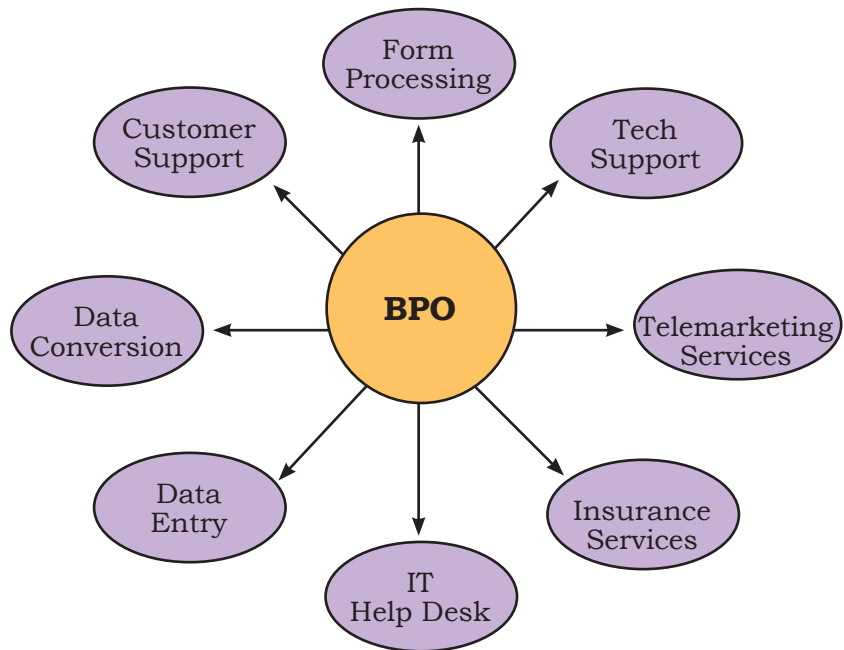 Form
Processing
Customer
Support
Tech
Support
BPO
Data
Conversion
Telemarketing
Services
Data
Entry
Insurance
Services
IT
Help Desk